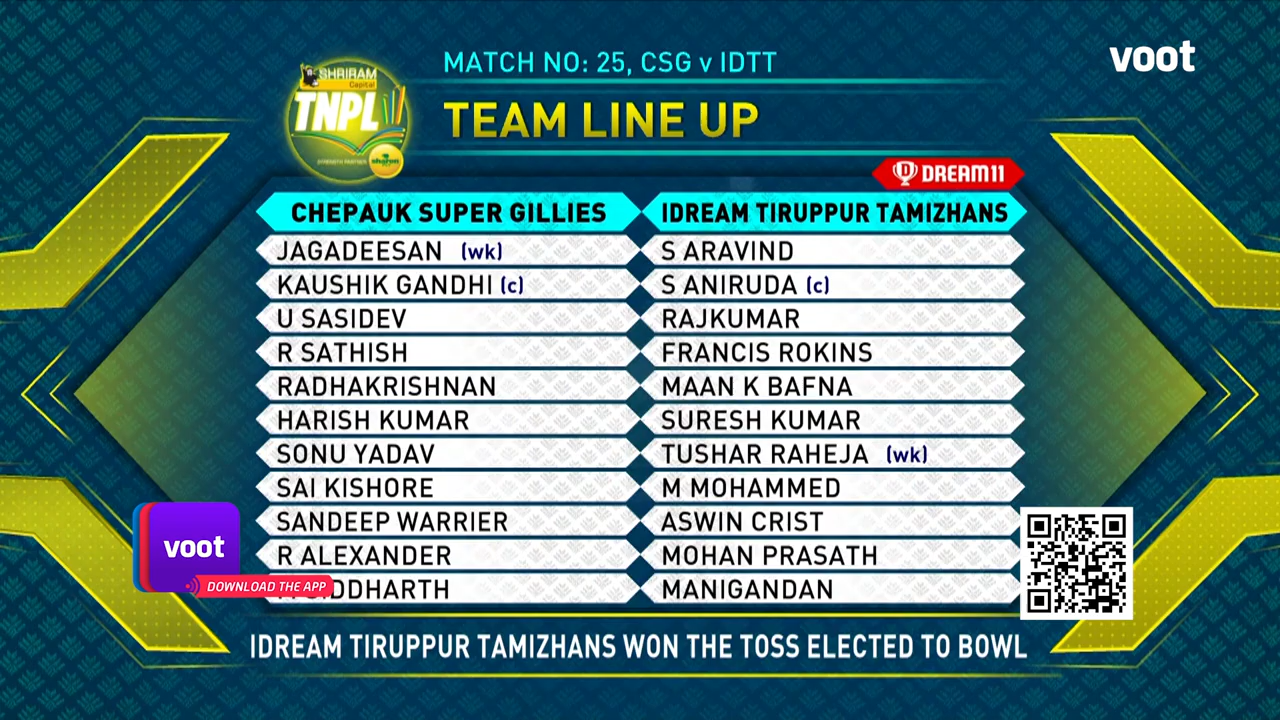 MATCH NO: 25, CSG v IDTT
voot
SHRIRAM
Capital
TNPL
TEAM LINE UP
sharon
DREAM11
CHEPAUK SUPER GILLIES
IDREAM TIRUPPUR TAMIZHANS
JAGADEESAN (wk)
S ARAVIND
KAUSHIK GANDHI (c)
S ANIRUDA (c)
U SASIDEV
RAJKUMAR
R SATHISH
FRANCIS ROKINS
RADHAKRISHNAN
MAAN K BAFNA
HARISH KUMAR
SURESH KUMAR
SONU YADAV
TUSHAR RAHEJA (wk)
SAI KISHORE
M MOHAMMED
SANDEEP WARRIER
ASWIN CRIST
R ALEXANDER
MOHAN PRASATH
SIDDHARTH
MANIGANDAN
voot
DOWNLOAD THE APP
IDREAM TIRUPPUR TAMIZHANS WON THE TOSS ELECTED TO BOWL